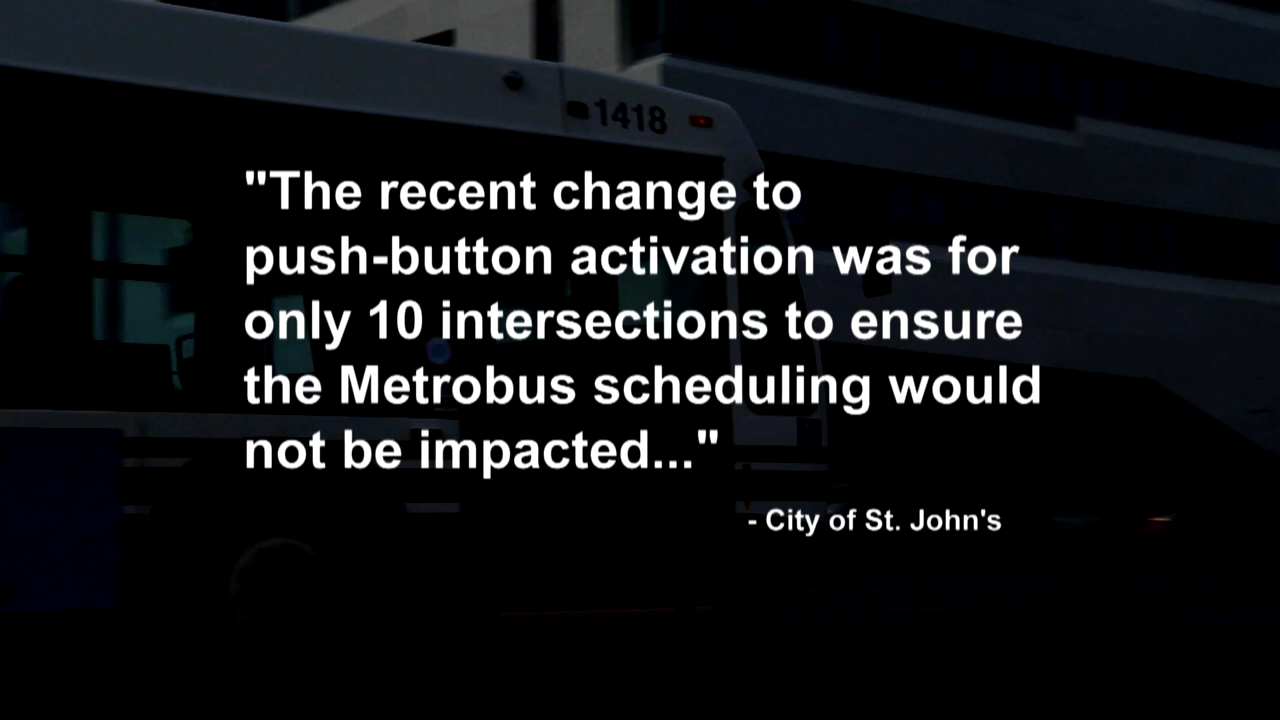 1418
"The recent change to
push-button activation was for
only 10 intersections to ensure
the Metrobus scheduling would
not be impacted..."
- City of St. John's